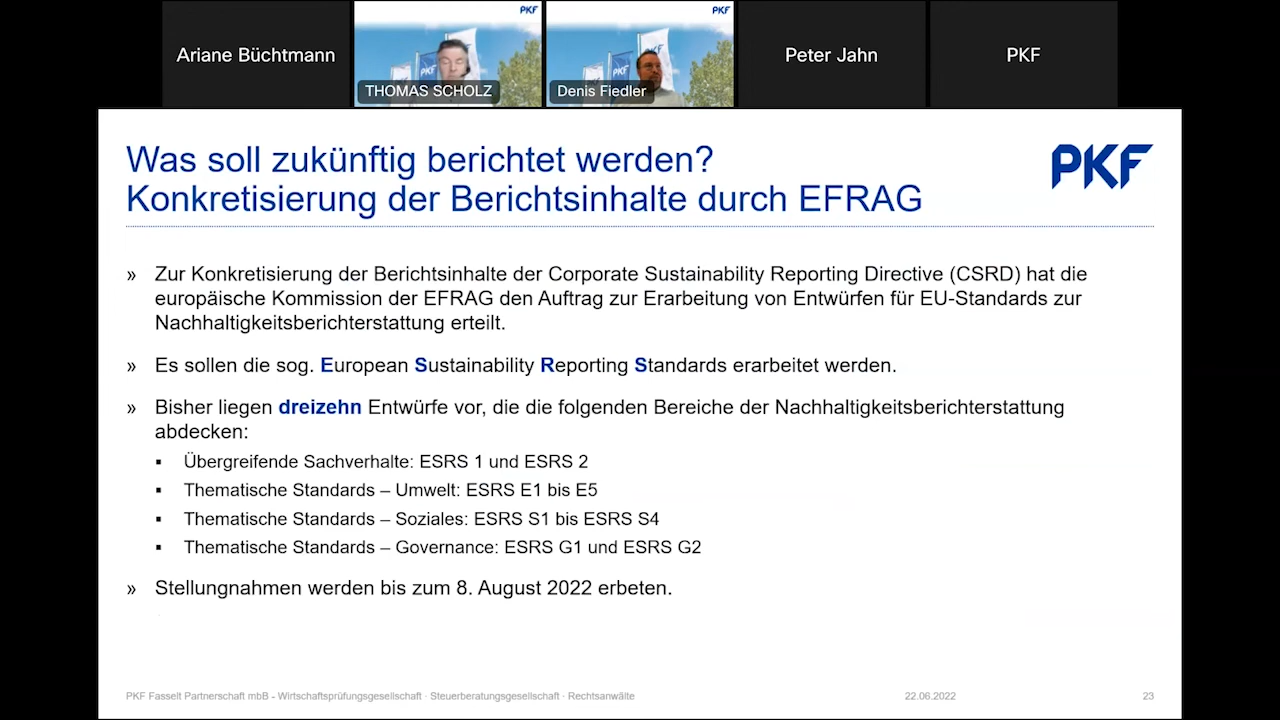 Ariane Büchtmann
PKF
PKF
THOMAS SCHOLZ
PKF
PKF
Denis Fiedler
Peter Jahn
PKF
Was soll zukünftig berichtet werden?
Konkretisierung der Berichtsinhalte durch EFRAG
PKF
» Zur Konkretisierung der Berichtsinhalte der Corporate Sustainability Reporting Directive (CSRD) hat die
europäische Kommission der EFRAG den Auftrag zur Erarbeitung von Entwürfen für EU-Standards zur
Nachhaltigkeitsberichterstattung erteilt.
» Es sollen die sog. European Sustainability Reporting Standards erarbeitet werden.
» Bisher liegen dreizehn Entwürfe vor, die die folgenden Bereiche der Nachhaltigkeitsberichterstattung
abdecken:
▪ Übergreifende Sachverhalte: ESRS 1 und ESRS 2
▪ Thematische Standards – Umwelt: ESRS E1 bis E5
▪ Thematische Standards – Soziales: ESRS S1 bis ESRS S4
▪ Thematische Standards – Governance: ESRS G1 und ESRS G2
» Stellungnahmen werden bis zum 8. August 2022 erbeten.
PKF Fasselt Partnerschaft mbB - Wirtschaftsprüfungsgesellschaft · Steuerberatungsgesellschaft · Rechtsanwälte
22.06.2022
23